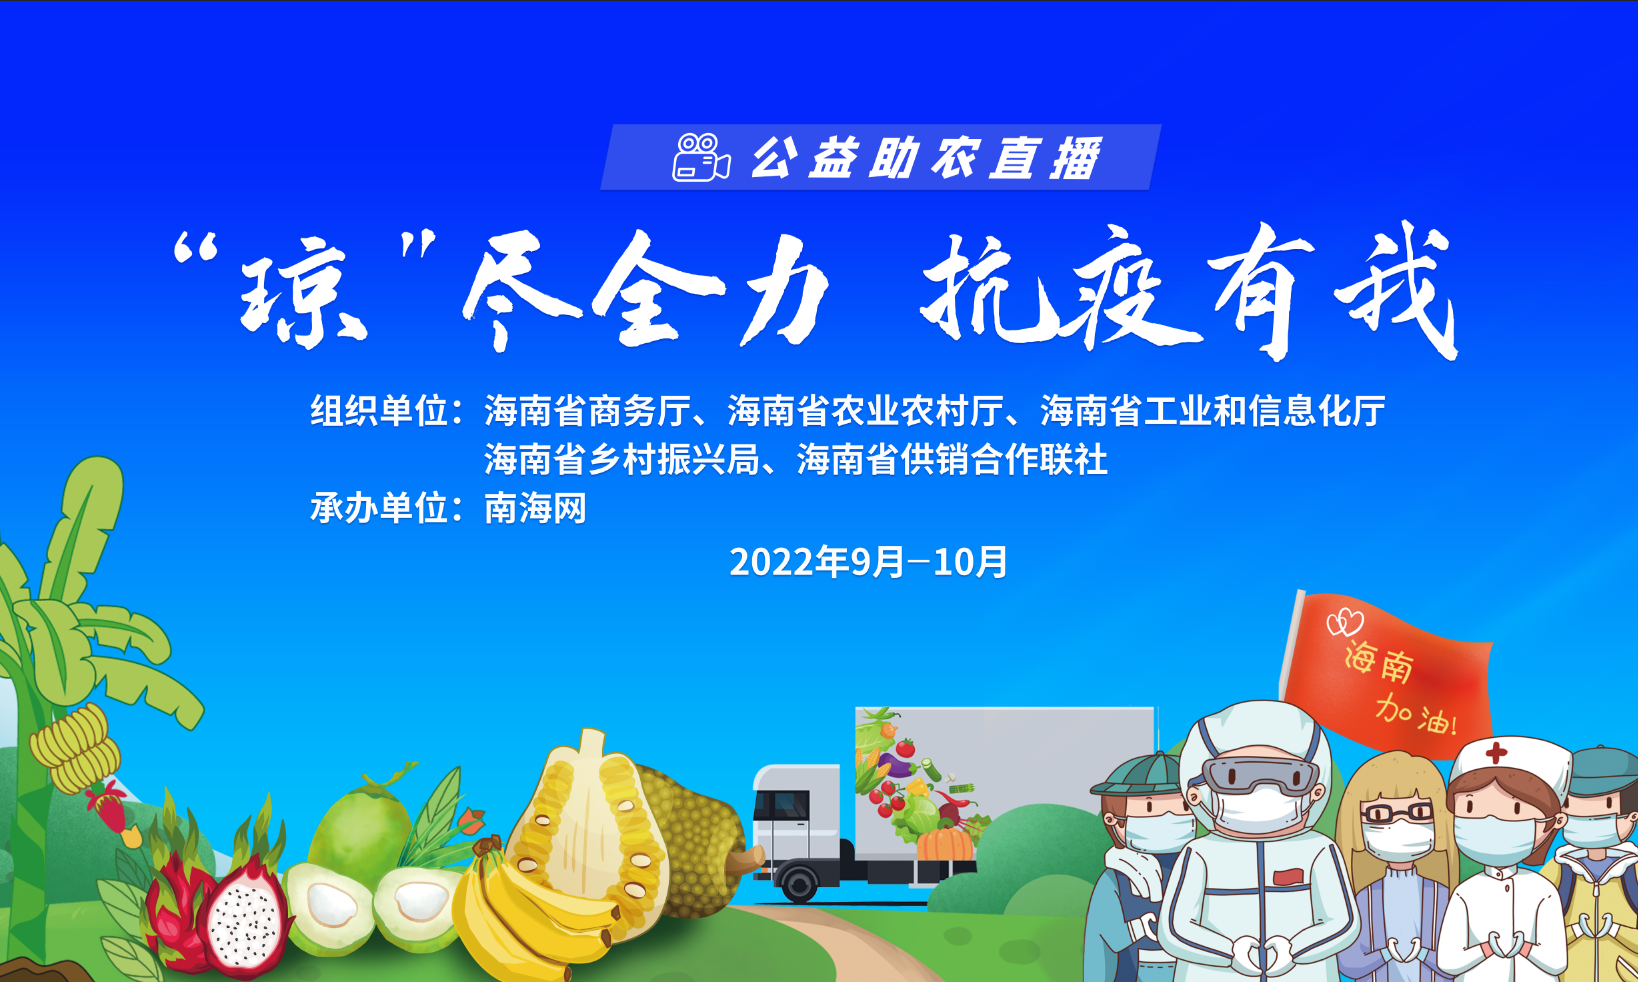 公益助农直播
“琼”尽全力 抗疫有我
组织单位：海南省商务厅、海南省农业农村厅、海南省工业和信息化厅
海南省乡村振兴局、海南省供销合作联社
承办单位：南海网
2022年9月—10月
海南
加油!